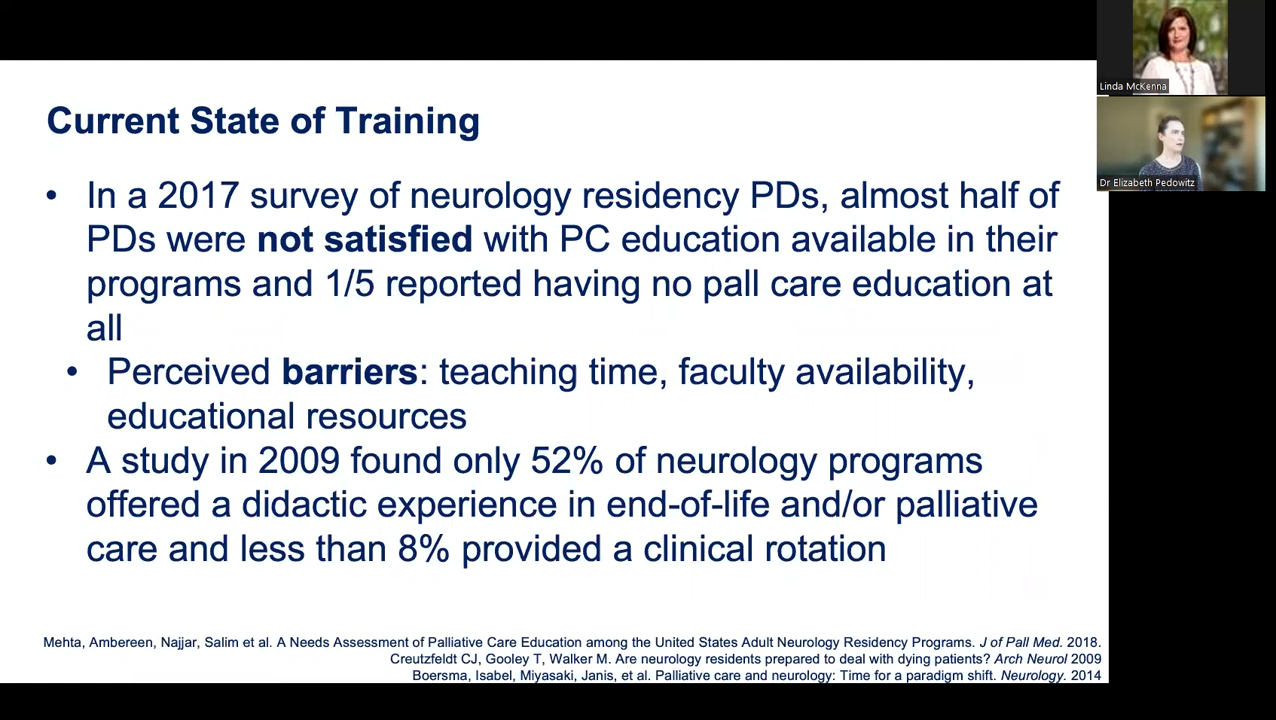 Current State of Training
• In a 2017 survey of neurology residency PDs, almost half of
PDs were not satisfied with PC education available in their
programs and 1/5 reported having no pall care education at
all
• Perceived barriers: teaching time, faculty availability,
educational resources
• A study in 2009 found only 52% of neurology programs
offered a didactic experience in end-of-life and/or palliative
care and less than 8% provided a clinical rotation
Mehta, Ambereen, Najjar, Salim et al. A Needs Assessment of Palliative Care Education among the United States Adult Neurology Residency Programs. J of Pall Med. 2018.
Creutzfeldt CJ, Gooley T, Walker M. Are neurology residents prepared to deal with dying patients? Arch Neurol 2009
Boersma, Isabel, Miyasaki, Janis, et al. Palliative care and neurology: Time for a paradigm shift. Neurology. 2014
Linda McKenna
Dr Elizabeth Pedowitz